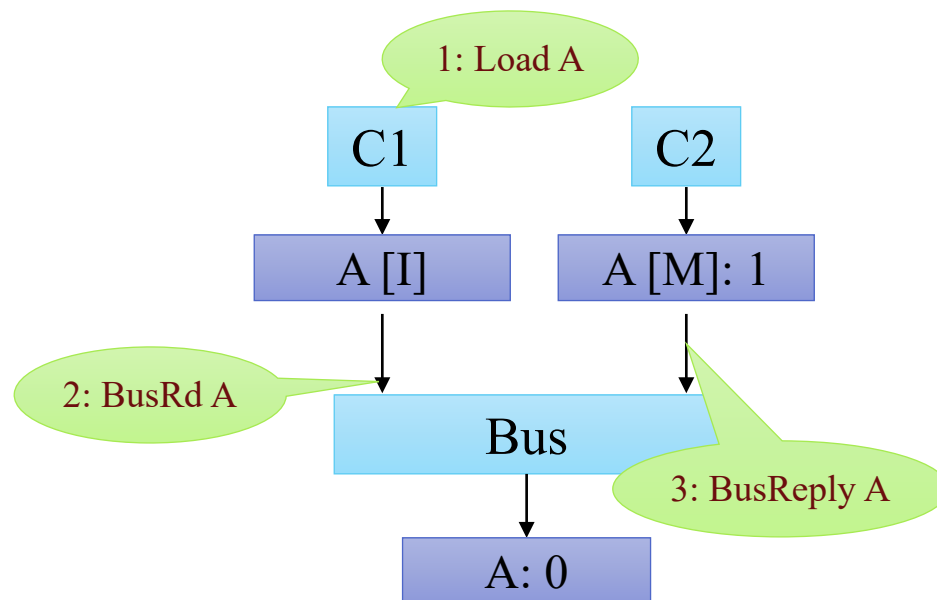 1: Load A
C1
C2
A [I]
A [M]: 1
2: BusRd A
Bus
3: BusReply A
A: 0